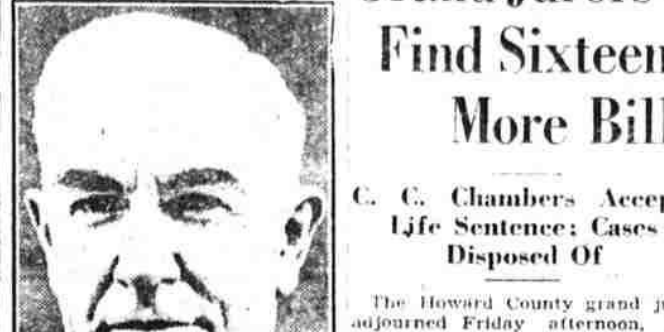 Find Sixteen
More Bill
C. C. Chambers Accep
Life Sentence; Cases
Disposed Of
The Howard County grand j
adjourned Friday afternoon,